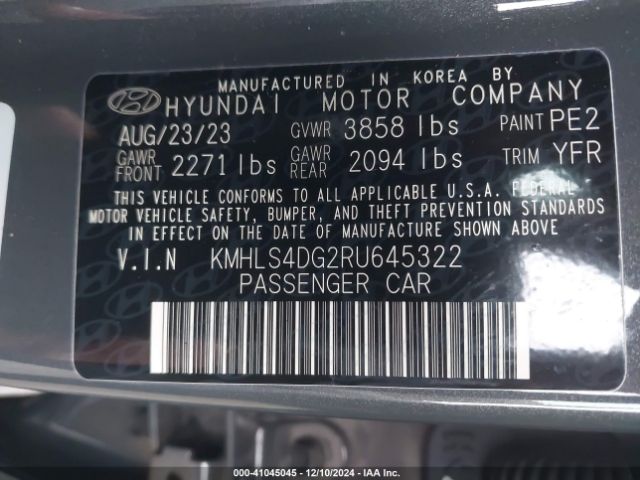 MANUFACTURED IN KOREA BY
HYUNDAI MOTOR COMPANY
AUG/23/23 GVWR 3858 lbs PAINT PE2
GAWR FRONT 2271 lbs GAWR REAR 2094 lbs TRIM YFR
THIS VEHICLE CONFORMS TO ALL APPLICABLE U.S.A. FEDERAL
MOTOR VEHICLE SAFETY, BUMPER, AND THEFT PREVENTION STANDARDS
IN EFFECT ON THE DATE OF MANUFACTURE SHOWN ABOVE
V.I.N KMHLS4DG2RU645322
PASSENGER CAR
000-41045045 - 12/10/2024 - IAA Inc.